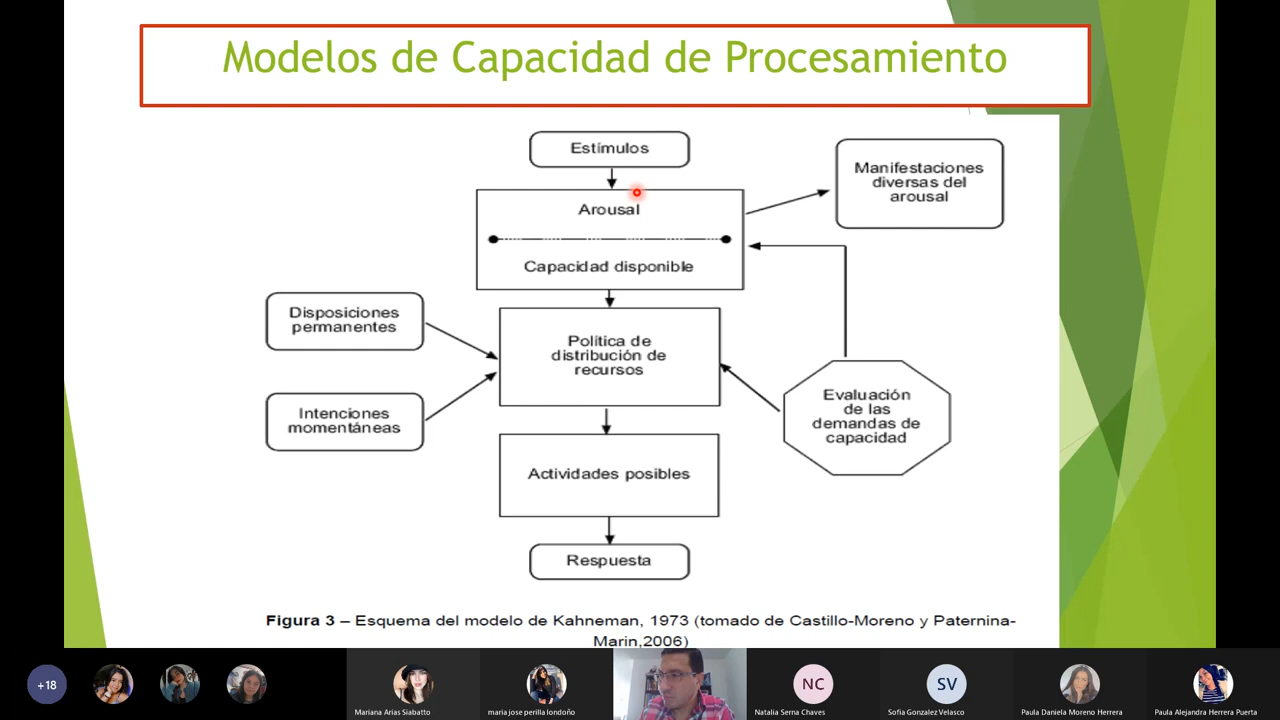 Modelos de Capacidad de Procesamiento
Estímulos
Manifestaciones
diversas del
arousal
Arousal
Capacidad disponible
Disposiciones
permanentes
Política de
distribución de
recursos
Intenciones
momentáneas
Evaluación
de las
demandas de
capacidad
Actividades posibles
Respuesta
Figura 3 – Esquema del modelo de Kahneman, 1973 (tomado de Castillo-Moreno y Paternina-
Marin,2006)
+18
NC
SV
Mariana Arias Siabatto
maria jose perilla londoño
Natalia Serna Chaves
Sofía Gonzalez Velasco
Paula Daniela Moreno Herrera
Paula Alejandra Herrera Puerta